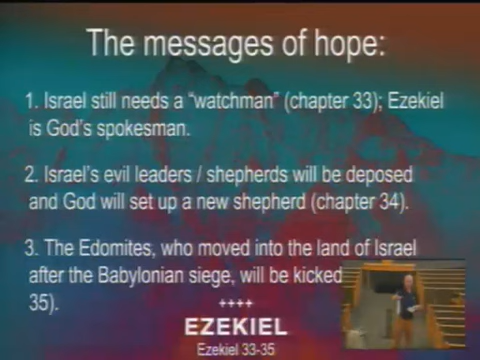 The messages of hope:
1. Israel still needs a “watchman” (chapter 33); Ezekiel
is God’s spokesman.
2. Israel’s evil leaders / shepherds will be deposed
and God will set up a new shepherd (chapter 34).
3. The Edomites, who moved into the land of Israel
after the Babylonian siege, will be kicked
35).
++++
EZEKIEL
Ezekiel 33-35